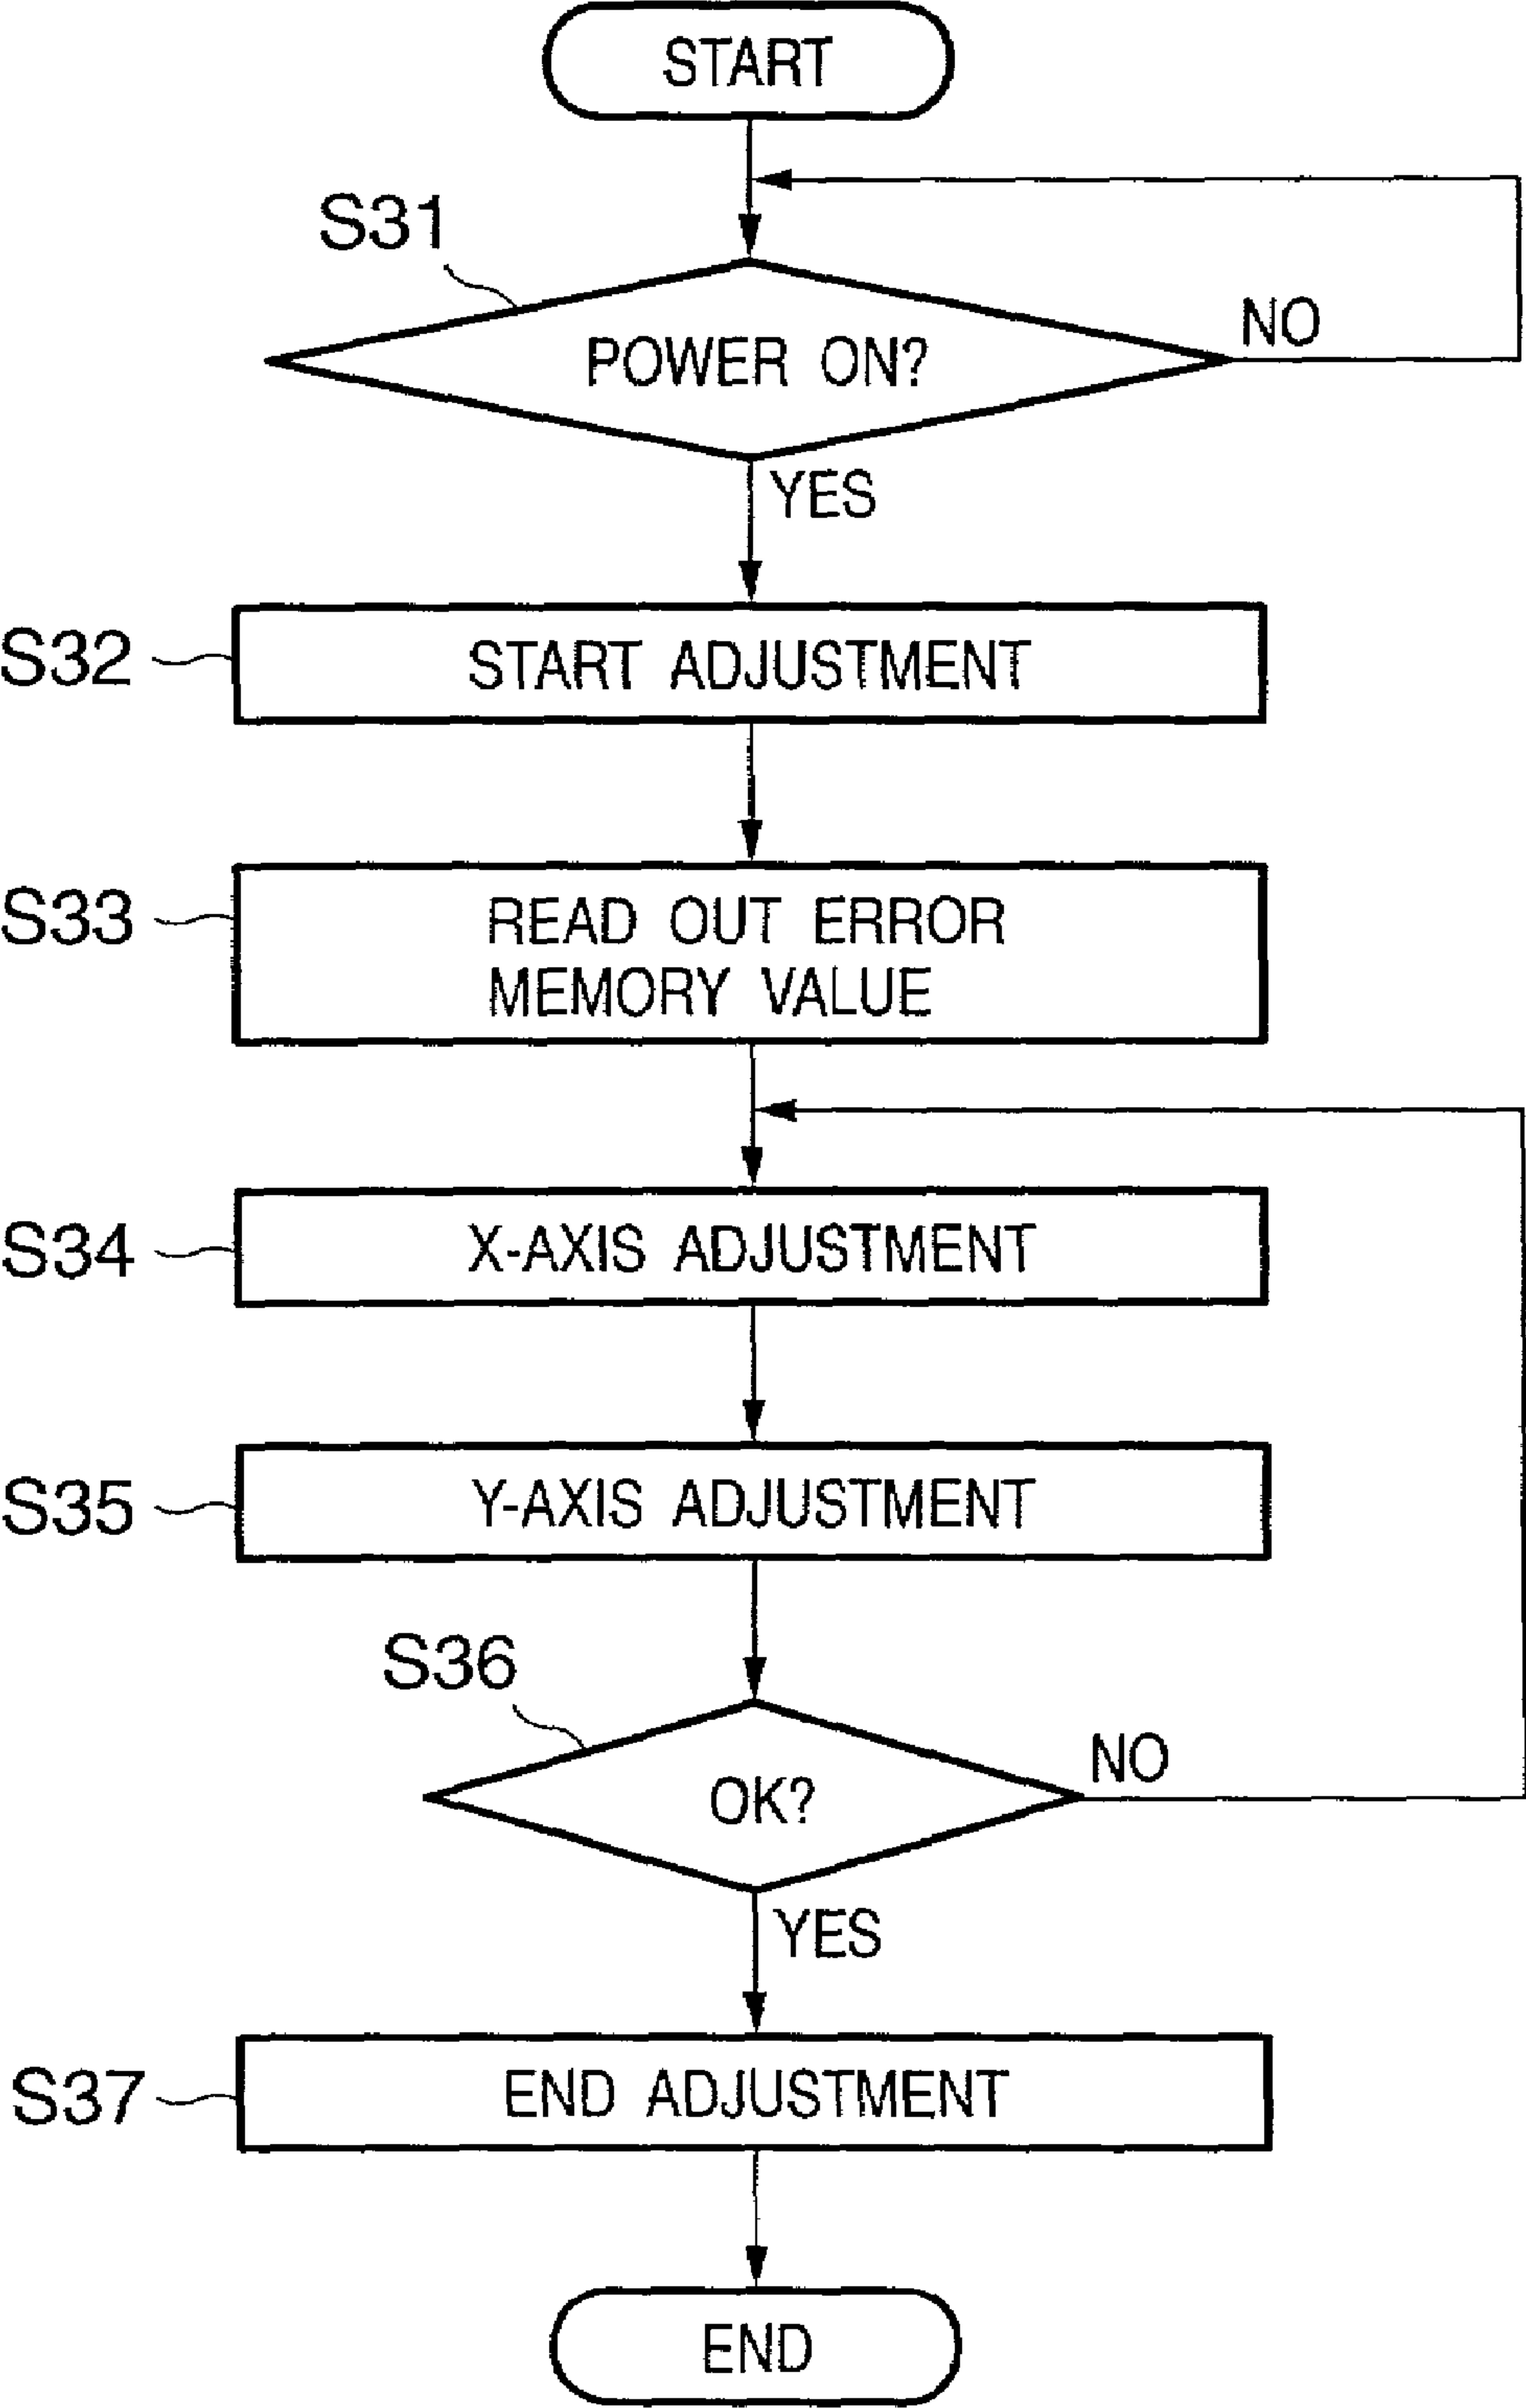 START
S31
POWER ON?
NO
YES
S32
START ADJUSTMENT
S33
READ OUT ERROR
MEMORY VALUE
S34
X-AXIS ADJUSTMENT
S35
Y-AXIS ADJUSTMENT
S36
OK?
NO
YES
S37
END ADJUSTMENT
END